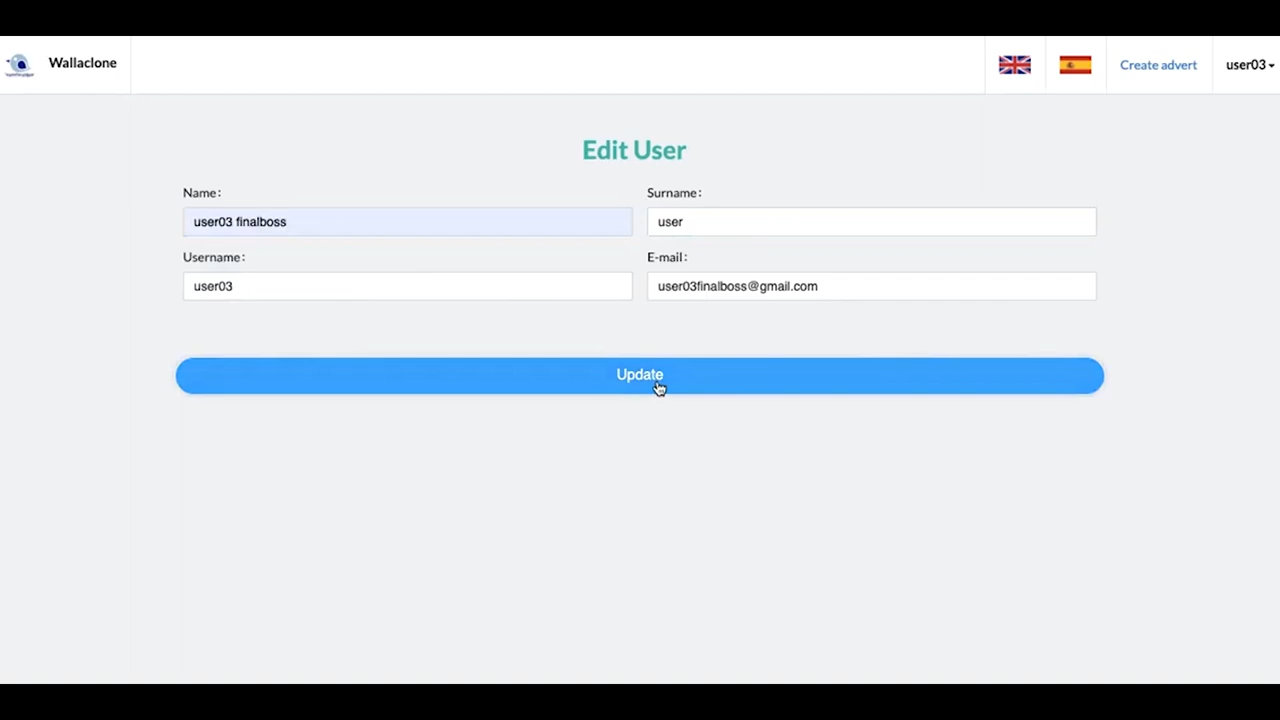 Wallaclone
Create advert
user03
Edit User
Name:
Surname:
user03 finalboss
user
Username:
E-mail:
user03
user03finalboss@gmail.com
Update